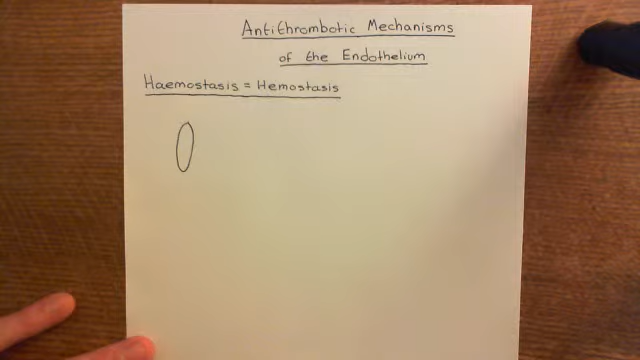 Antithrombotic Mechanisms
of the Endothelium
Haemostasis = Hemostasis